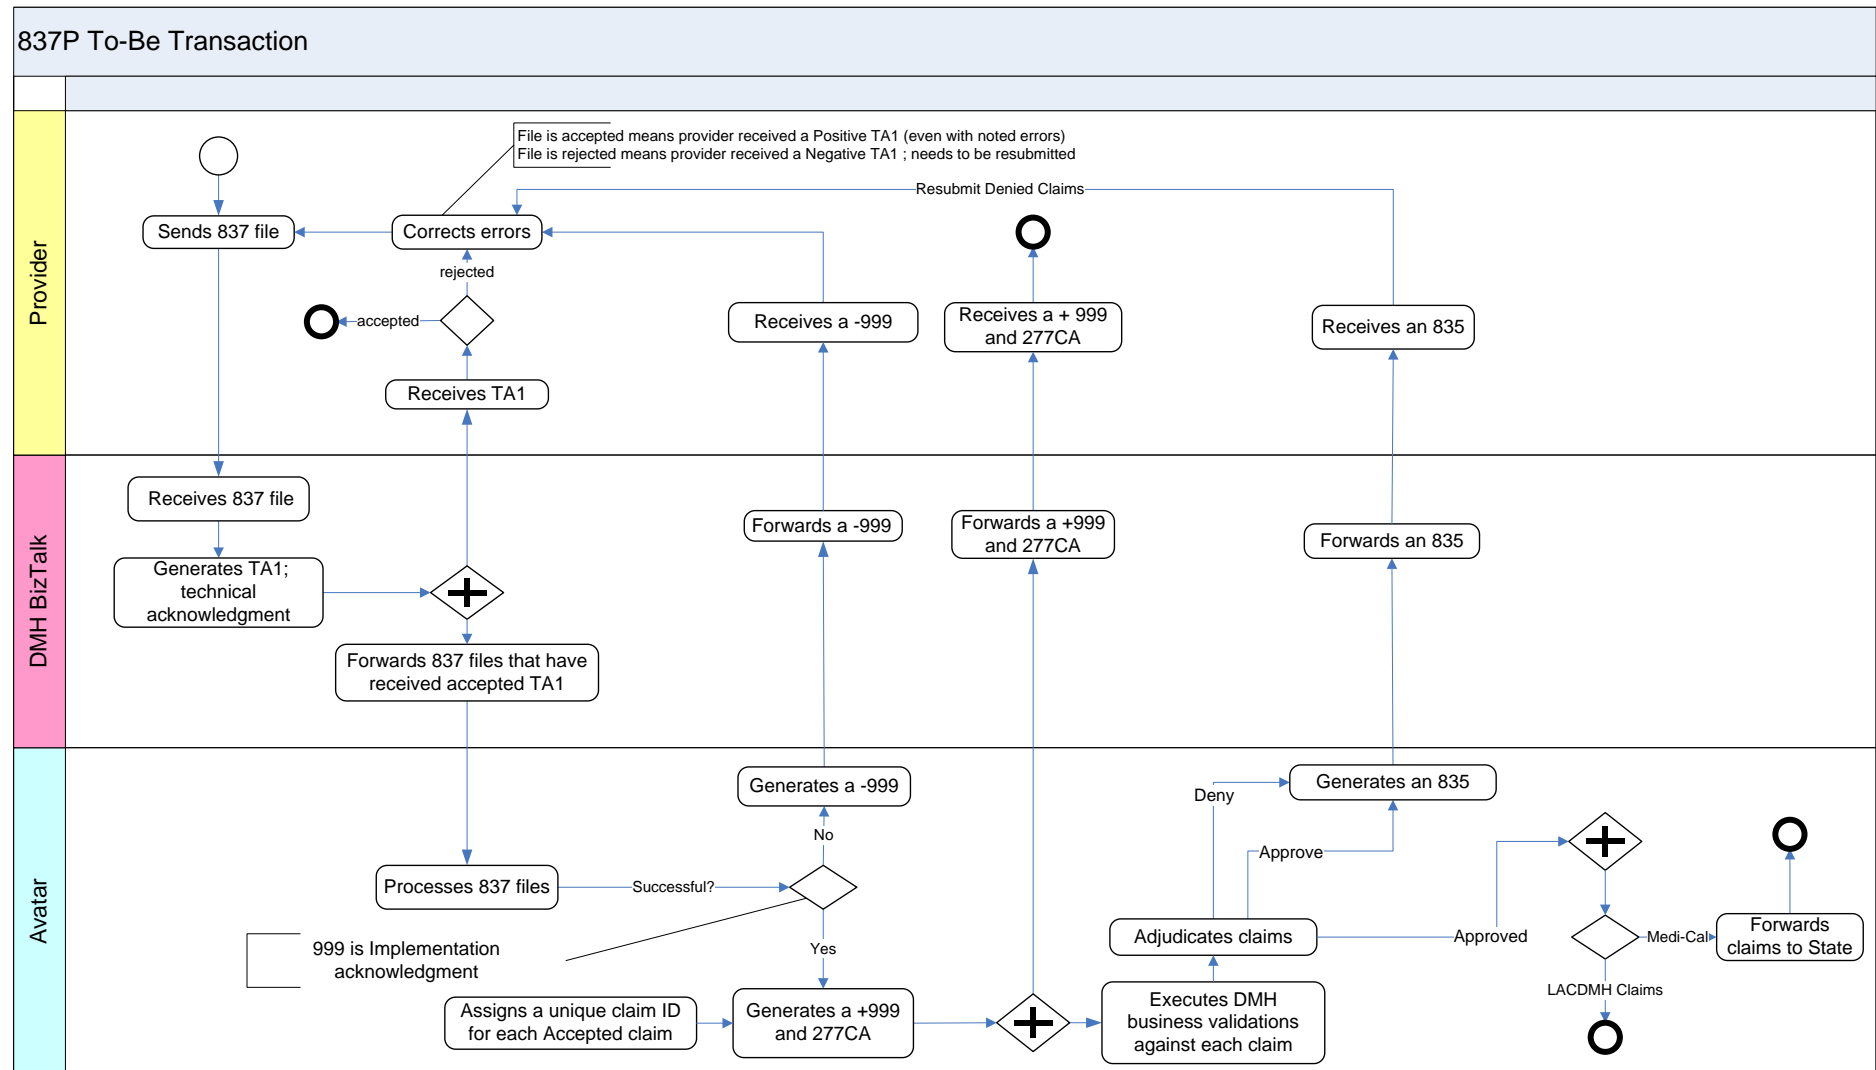 837P To-Be Transaction
Provider
File is accepted means provider received a Positive TA1 (even with noted errors)
File is rejected means provider received a Negative TA1 ; needs to be resubmitted
Resubmit Denied Claims
Sends 837 file
Corrects errors
rejected
accepted
Receives a -999
Receives a + 999
and 277CA
Receives an 835
Receives TA1
DMH BizTalk
Receives 837 file
Forwards a -999
Forwards a +999
and 277CA
Forwards an 835
Generates TA1;
technical
acknowledgment
Forwards 837 files that have
received accepted TA1
Avatar
Generates a -999
Generates an 835
Deny
No
Approve
Processes 837 files
Successful?
Adjudicates claims
Approved
Medi-Cal
Forwards
claims to State
999 is Implementation
acknowledgment
Yes
LACDMH Claims
Assigns a unique claim ID
for each Accepted claim
Generates a +999
and 277CA
Executes DMH
business validations
against each claim